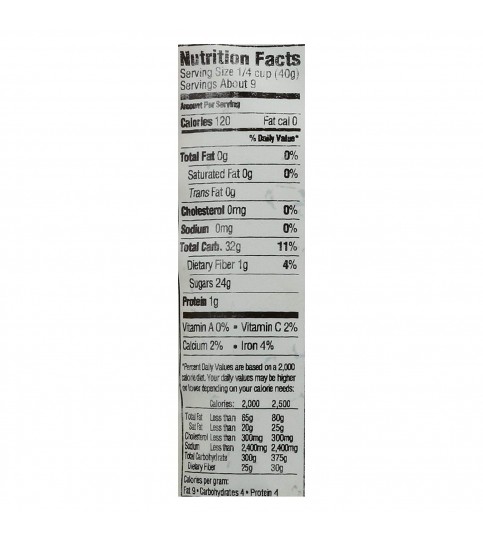 Nutrition Facts
Serving Size 1/4 cup (40g)
Servings About 9
Amount Per Serving
Calories 120 Fat cal 0
% Daily Value*
Total Fat 0g 0%
Saturated Fat 0g 0%
Trans Fat 0g
Cholesterol 0mg 0%
Sodium 0mg 0%
Total Carb. 32g 11%
Dietary Fiber 1g 4%
Sugars 24g
Protein 1g
Vitamin A 0% • Vitamin C 2%
Calcium 2% • Iron 4%
*Percent Daily Values are based on a 2,000
calorie diet. Your daily values may be higher
or lower depending on your calorie needs:
Calories: 2,000 2,500
Total Fat Less than 65g 80g
Sat Fat Less than 20g 25g
Cholesterol Less than 300mg 300mg
Sodium Less than 2,400mg 2,400mg
Total Carbohydrate 300g 375g
Dietary Fiber 25g 30g
Calories per gram:
Fat 9 • Carbohydrates 4 • Protein 4